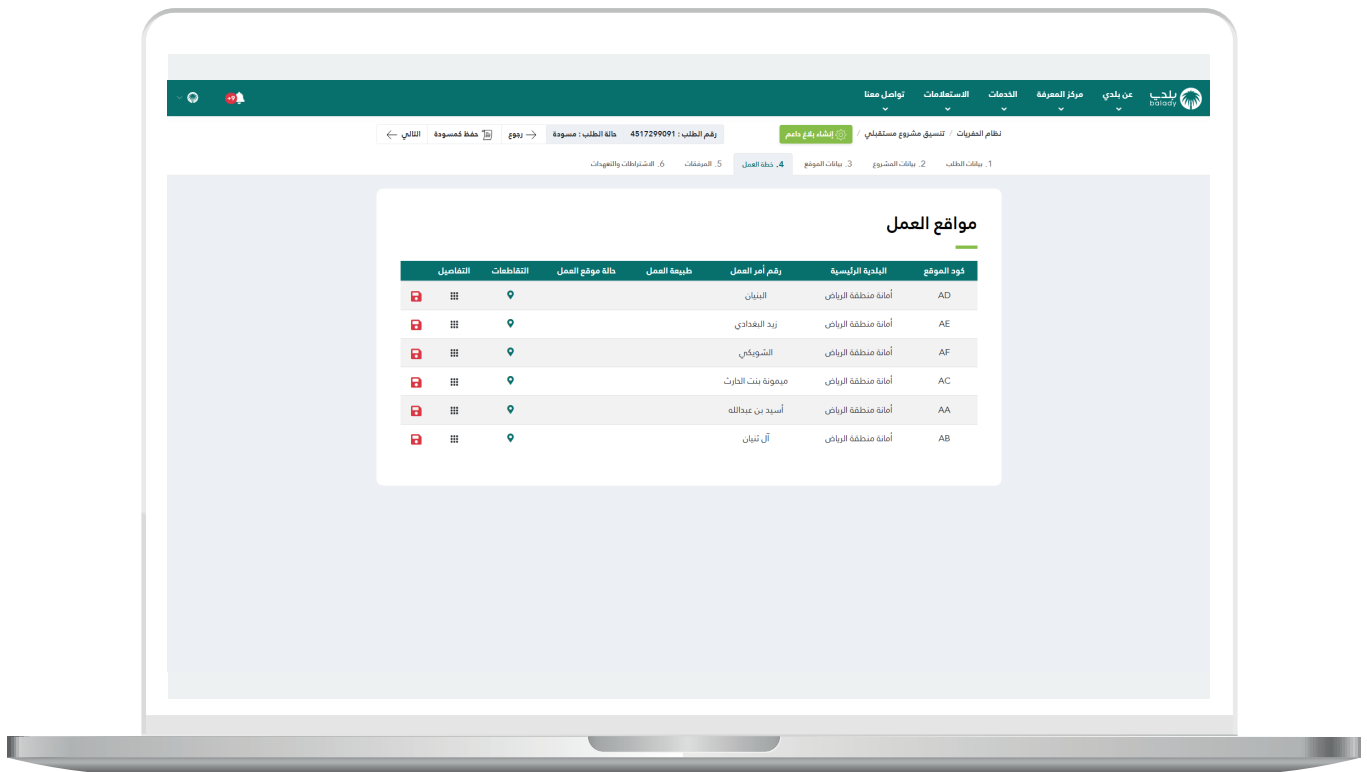 بلدي balady عن بلدي مركز المعرفة الخدمات الاستعلامات تواصل معنا +9
نظام الحفريات / تنسيق مشروع مستقبلي / إنشاء بلاغ داعم رقم الطلب : 4517299091 حالة الطلب : مسودة رجوع حفظ كمسودة التالي
1. بيانات الطلب 2. بيانات المشروع 3. بيانات الموقع 4. خطة العمل 5. المرفقات 6. الاشتراطات والتعهدات
مواقع العمل
كود الموقع البلدية الرئيسية رقم أمر العمل طبيعة العمل حالة موقع العمل التقاطعات التفاصيل
AD أمانة منطقة الرياض البنيان
AE أمانة منطقة الرياض زيد البغدادي
AF أمانة منطقة الرياض الشويكي
AC أمانة منطقة الرياض ميمونة بنت الحارث
AA أمانة منطقة الرياض أسيد بن عبدالله
AB أمانة منطقة الرياض آل ثنيان